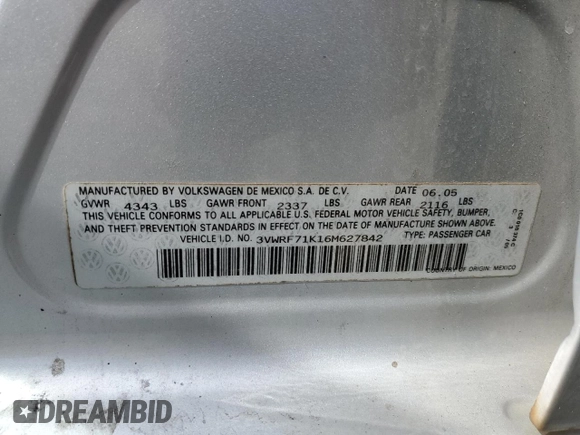 MANUFACTURED BY VOLKSWAGEN DE MEXICO S.A. DE C.V. DATE 06.05
GVWR 4343 LBS GAWR FRONT 2337 LBS GAWR REAR 2116 LBS
THIS VEHICLE CONFORMS TO ALL APPLICABLE U.S. FEDERAL MOTOR VEHICLE SAFETY, BUMPER,
AND THEFT PREVENTION STANDARDS IN EFFECT ON THE DATE OF MANUFACTURE SHOWN ABOVE.
VEHICLE I.D. NO. 3VWRF71K16M627842 TYPE: PASSENGER CAR
COUNTRY OF ORIGIN: MEX.
DREAMBID